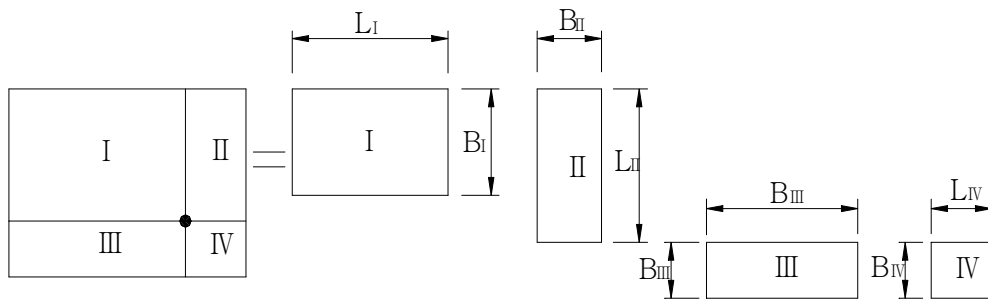 Ⅰ
Ⅱ
Ⅲ
Ⅳ
LⅠ
BⅠ
Ⅰ
BⅡ
LⅡ
Ⅱ
BⅢ
BⅢ
Ⅲ
LⅣ
BⅣ
Ⅳ